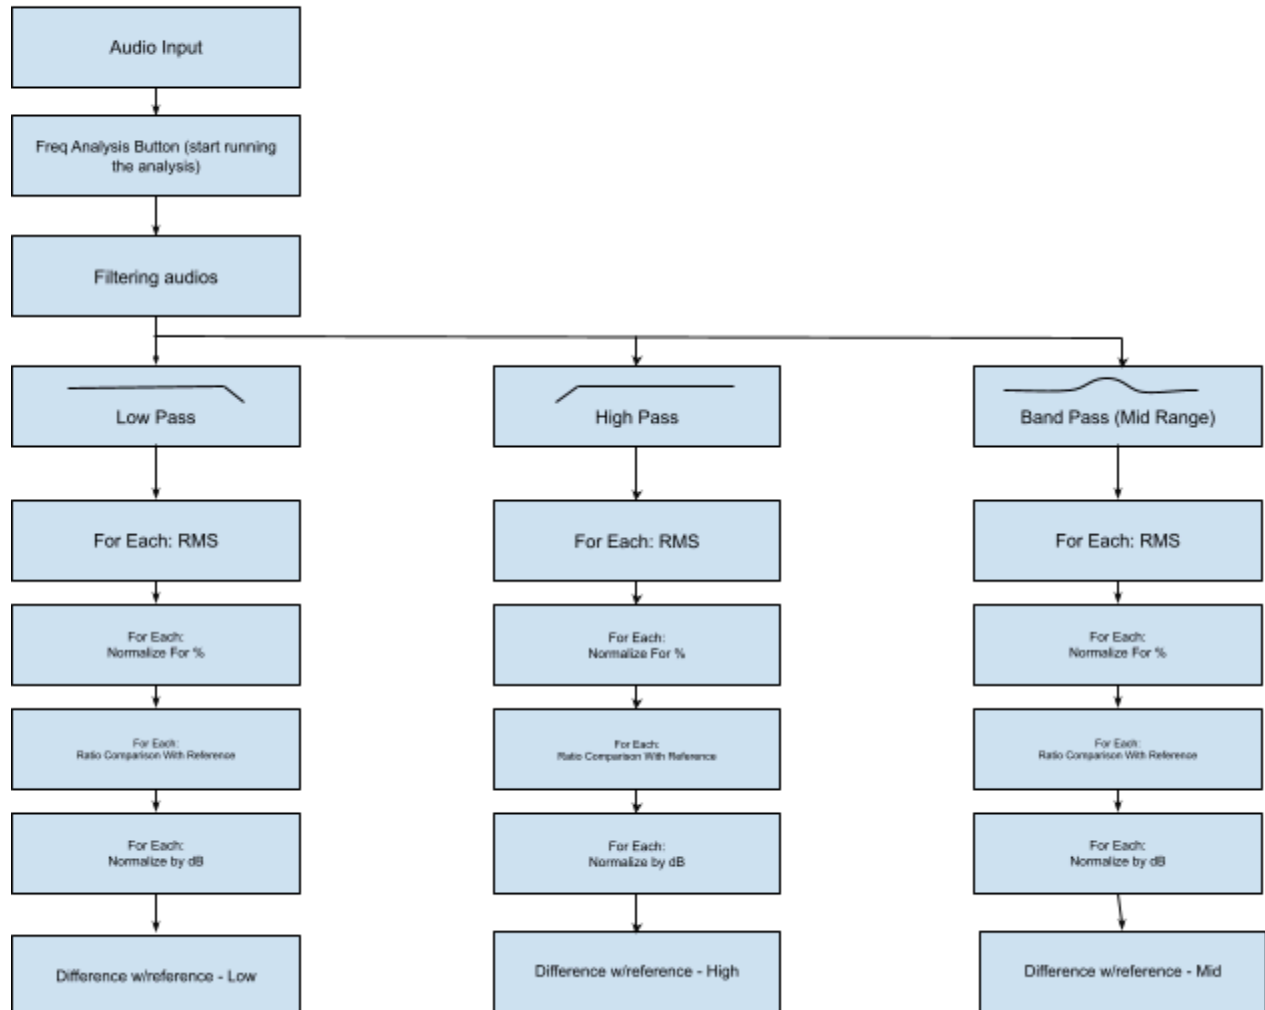 Audio Input
Freq Analysis Button (start running
the analysis)
Filtering audios
Low Pass
High Pass
Band Pass (Mid Range)
For Each: RMS
For Each: RMS
For Each: RMS
For Each:
Normalize For %
For Each:
Normalize For %
For Each:
Normalize For %
For Each:
Ratio Comparison With Reference
For Each:
Ratio Comparison With Reference
For Each:
Ratio Comparison With Reference
For Each:
Normalize by dB
For Each:
Normalize by dB
For Each:
Normalize by dB
Difference w/reference - Low
Difference w/reference - High
Difference w/reference - Mid